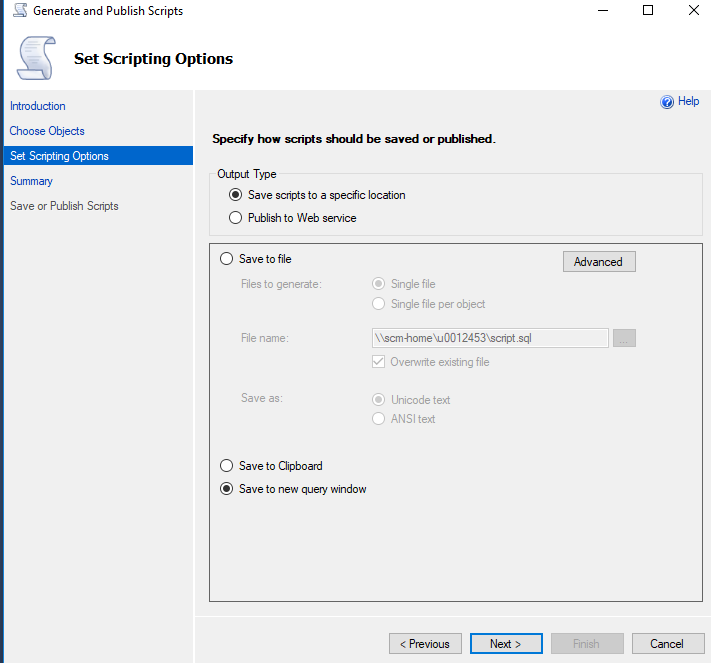 Generate and Publish Scripts
Set Scripting Options
Introduction
Choose Objects
Set Scripting Options
Summary
Save or Publish Scripts
Help
Specify how scripts should be saved or published.
Output Type
Save scripts to a specific location
Publish to Web service
Save to file
Advanced
Files to generate:
Single file
Single file per object
File name:
\\scm-home\u0012453\script.sql
...
Overwrite existing file
Save as:
Unicode text
ANSI text
Save to Clipboard
Save to new query window
< Previous
Next >
Finish
Cancel